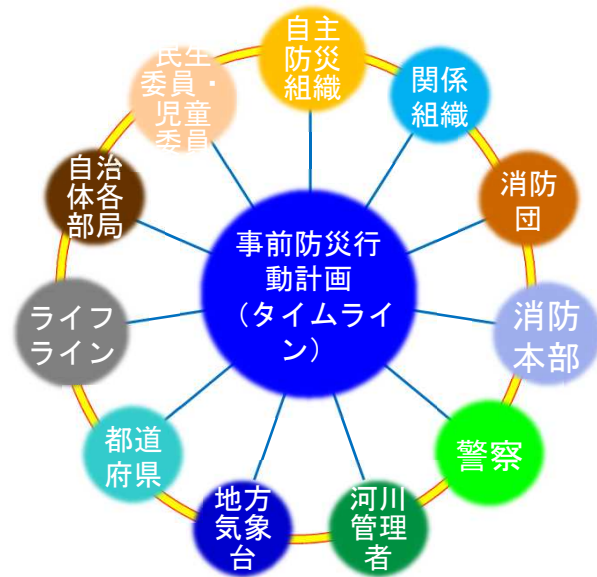 自主
防災
組織
関係
組織
消防
団
消防
本部
警察
河川
管理
者
地方
気象
台
都道
府県
ライフ
ライン
自治
体各
部局
民生
委員・
児童
委員
事前防災行
動計画
（タイムライ
ン）